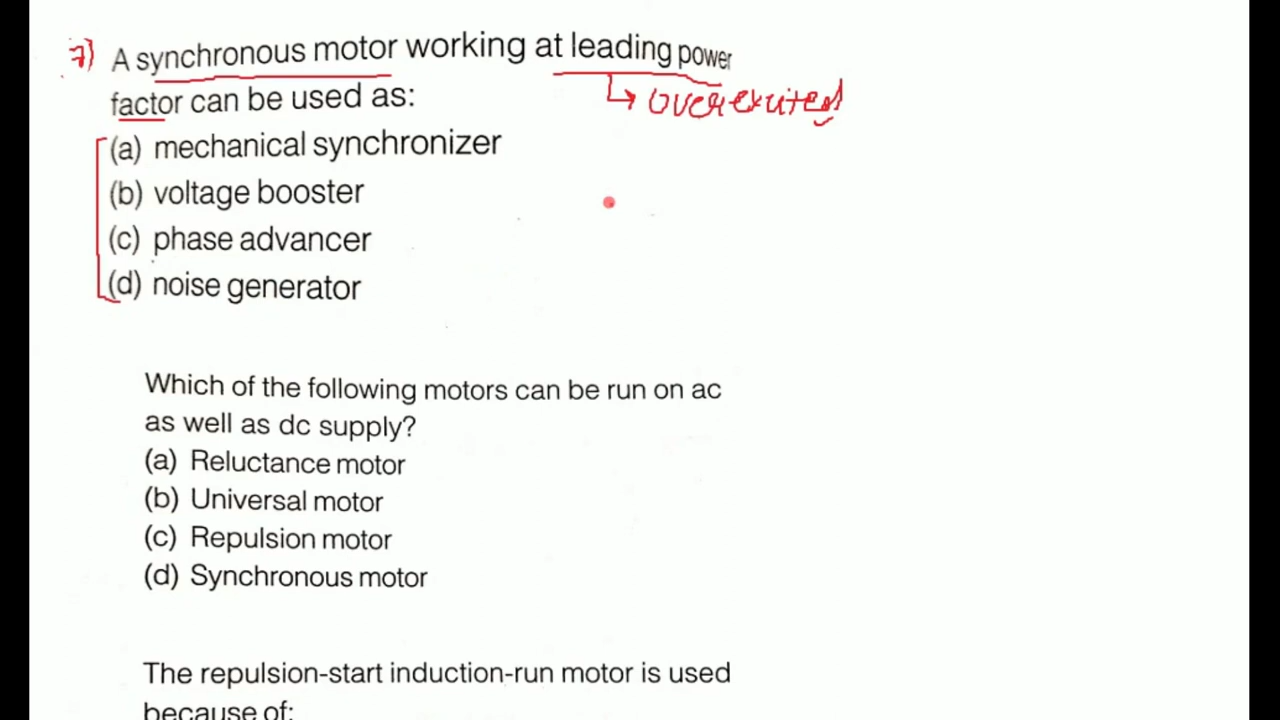 7) A synchronous motor working at leading power
factor can be used as:
↳ overexcited
(a) mechanical synchronizer
(b) voltage booster
(c) phase advancer
(d) noise generator
Which of the following motors can be run on ac
as well as dc supply?
(a) Reluctance motor
(b) Universal motor
(c) Repulsion motor
(d) Synchronous motor
The repulsion-start induction-run motor is used
because of: